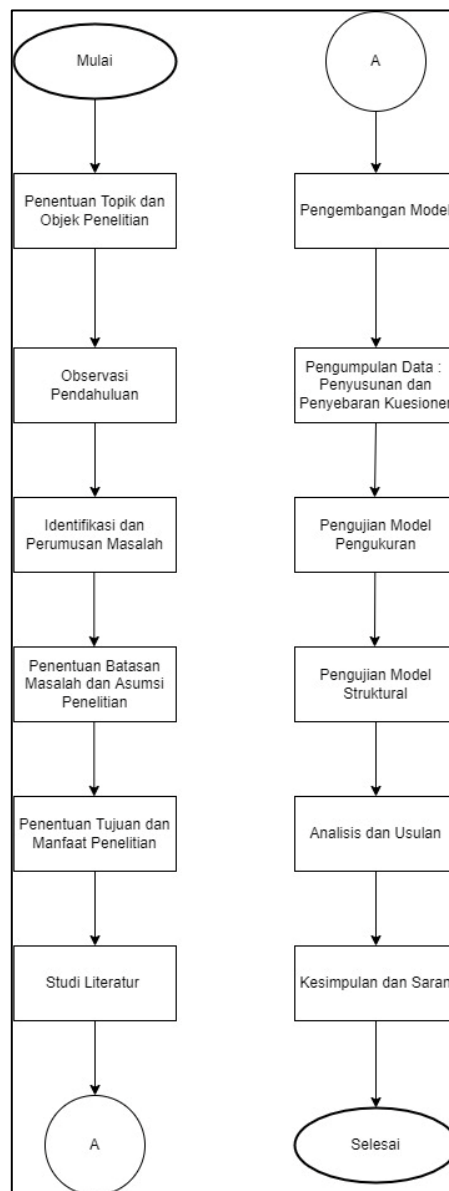 Mulai
Penentuan Topik dan
Objek Penelitian
Observasi
Pendahuluan
Identifikasi dan
Perumusan Masalah
Penentuan Batasan
Masalah dan Asumsi
Penelitian
Penentuan Tujuan dan
Manfaat Penelitian
Studi Literatur
A
A
Pengembangan Model
Pengumpulan Data :
Penyusunan dan
Penyebaran Kuesioner
Pengujian Model
Pengukuran
Pengujian Model
Struktural
Analisis dan Usulan
Kesimpulan dan Saran
Selesai